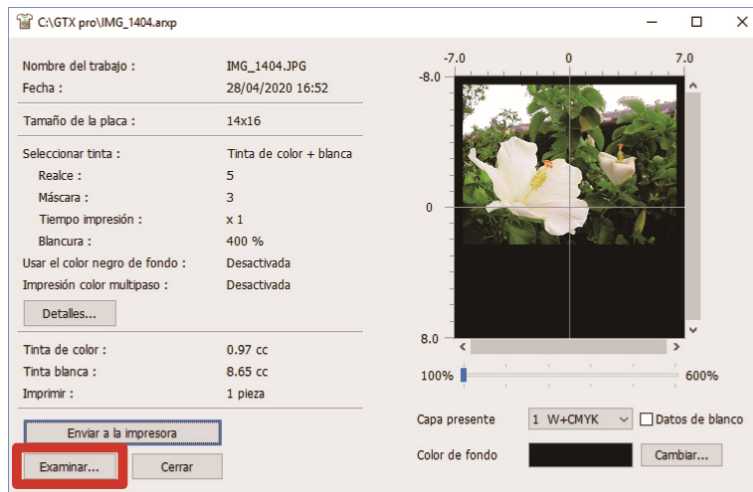 C:\GTX pro\IMG_1404.arxp
Nombre del trabajo : IMG_1404.JPG
Fecha : 28/04/2020 16:52
Tamaño de la placa : 14x16
Seleccionar tinta : Tinta de color + blanca
Realce : 5
Máscara : 3
Tiempo impresión : x 1
Blancura : 400 %
Usar el color negro de fondo : Desactivada
Impresión color multipaso : Desactivada
Detalles...
Tinta de color : 0.97 cc
Tinta blanca : 8.65 cc
Imprimir : 1 pieza
Enviar a la impresora
Examinar... Cerrar
-7.0 0 7.0
-8.0
0
8.0
100% 600%
Capa presente 1 W+CMYK Datos de blanco
Color de fondo Cambiar...